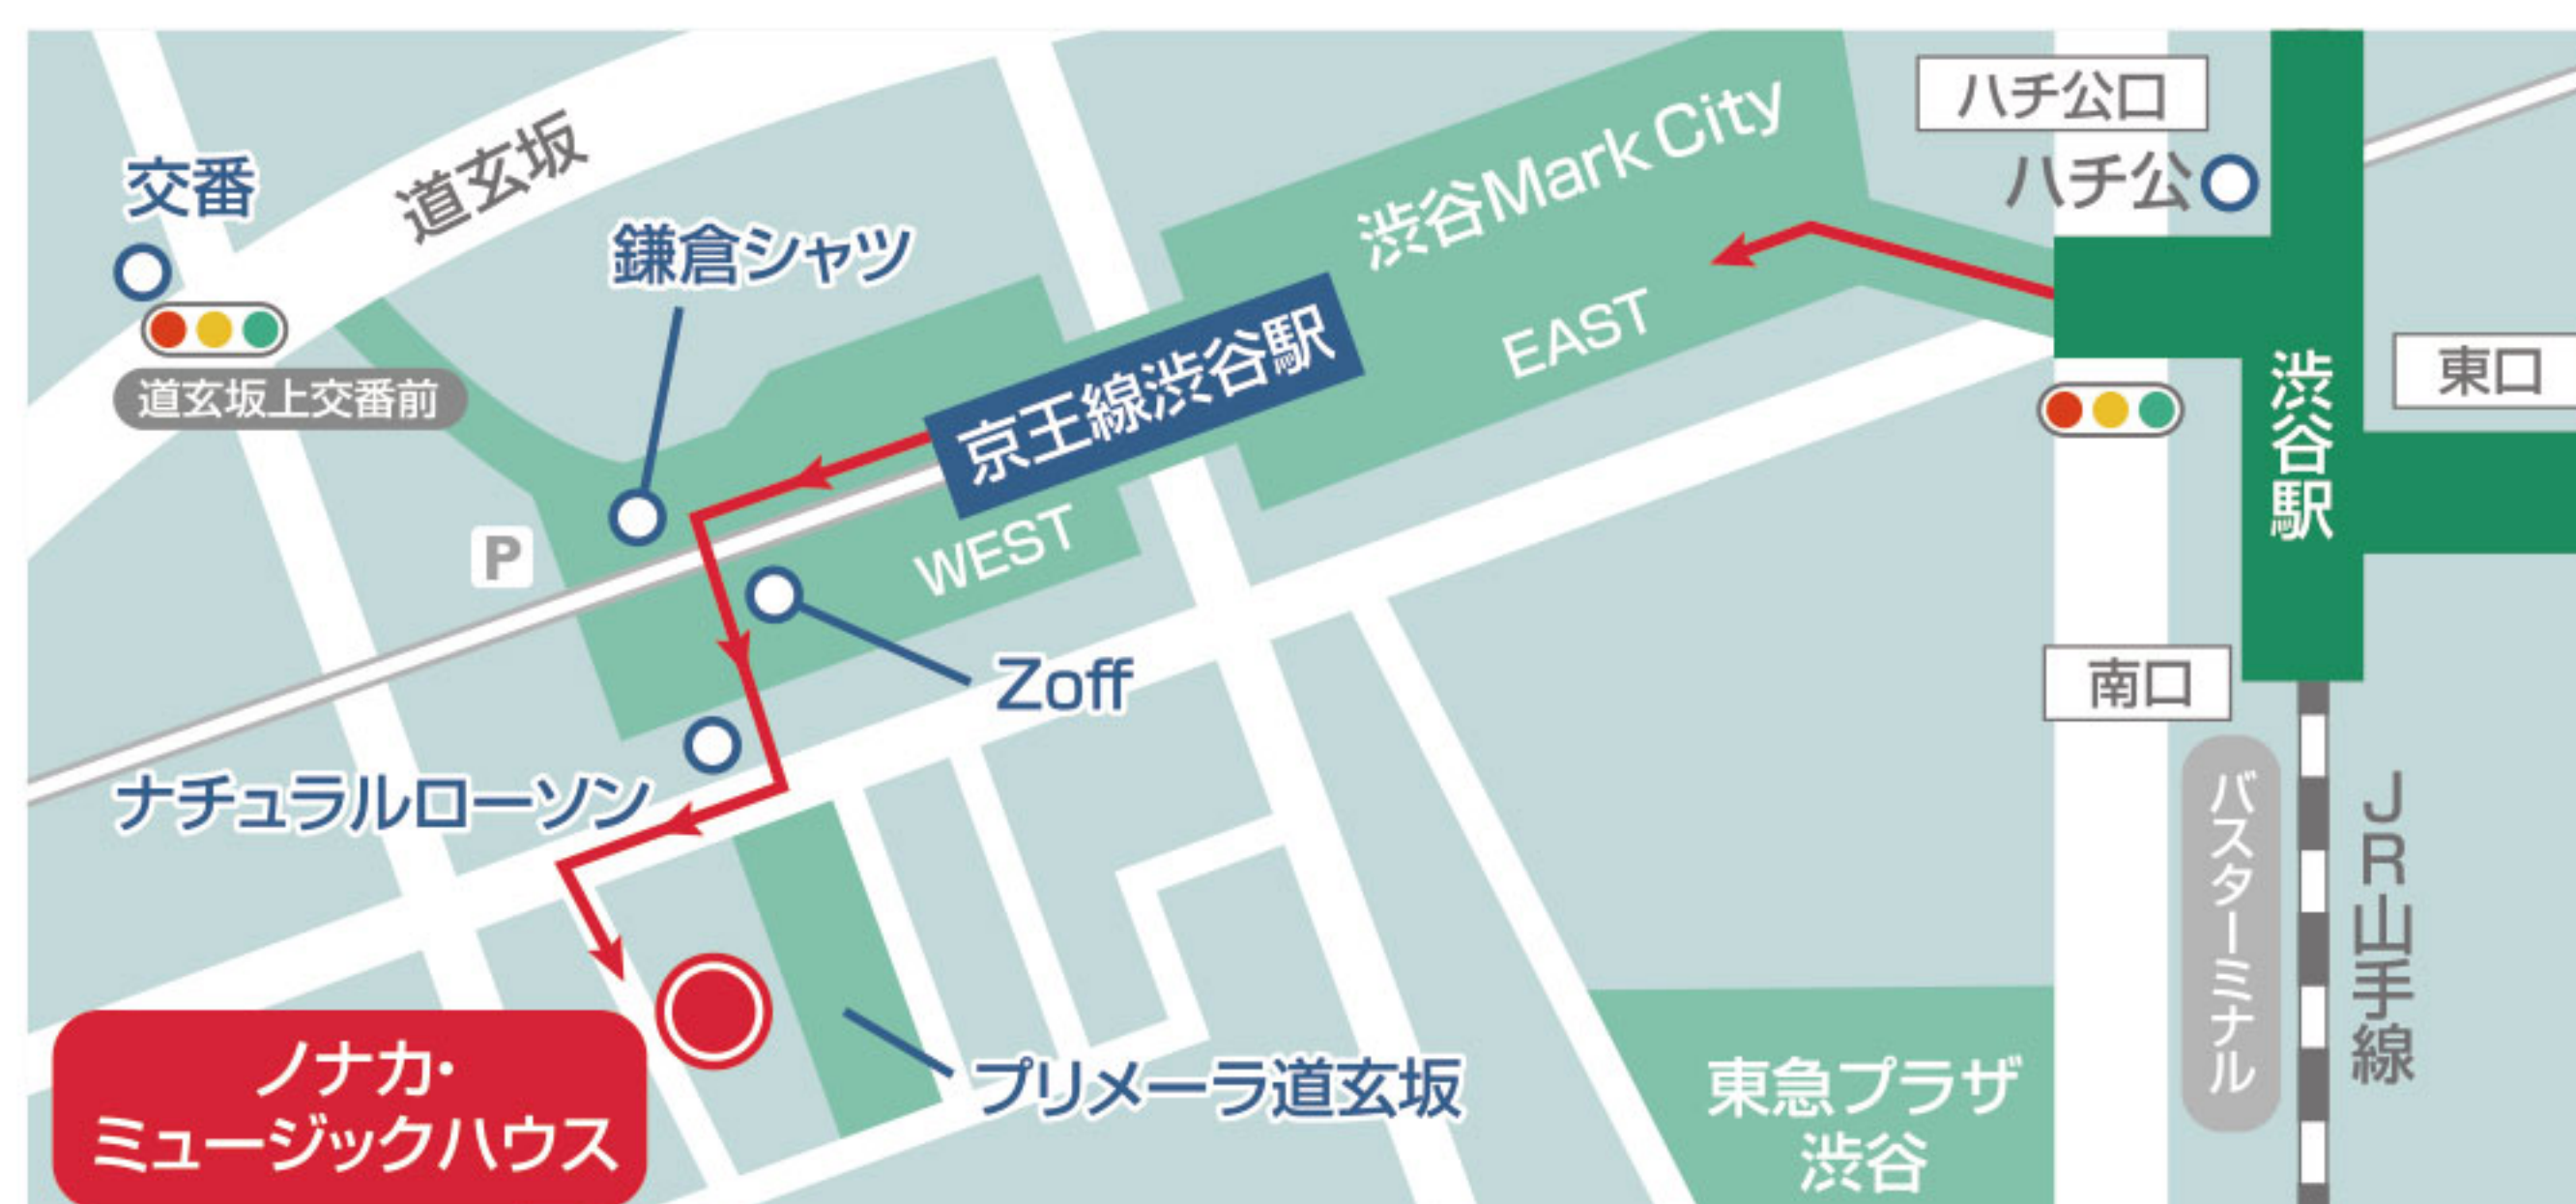 ハチ公口
ハチ公
渋谷Mark City
EAST
道玄坂
交番
鎌倉シャツ
道玄坂上交番前
京王線渋谷駅
渋谷駅
東口
P
WEST
Zoff
南口
ナチュラルローソン
バスターミナル
JR山手線
ノナカ・
ミュージックハウス
プリメーラ道玄坂
東急プラザ
渋谷